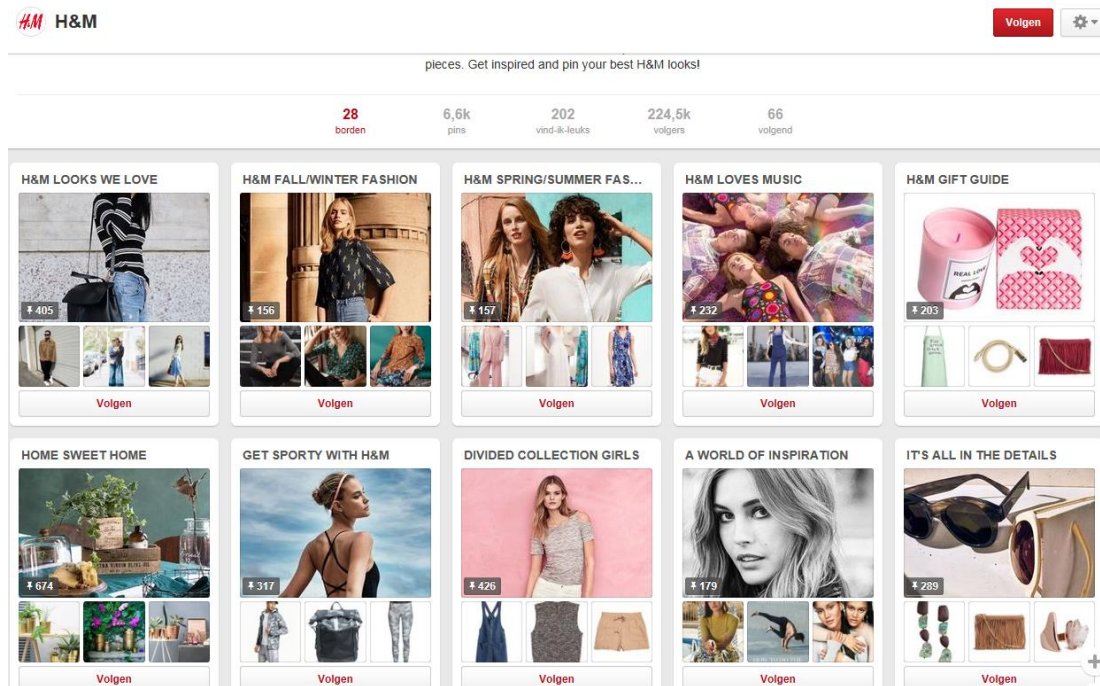 H&M
H&M
Volgen
pieces. Get inspired and pin your best H&M looks!
28
6,6k
202
224,5k
66
borden
pins
vind-ik-leuks
volgers
volgend
H&M LOOKS WE LOVE
H&M FALL/WINTER FASHION
H&M SPRING/SUMMER FAS...
H&M LOVES MUSIC
H&M GIFT GUIDE
REAL LOVE
405
156
157
232
203
Volgen
Volgen
Volgen
Volgen
Volgen
HOME SWEET HOME
GET SPORTY WITH H&M
DIVIDED COLLECTION GIRLS
A WORLD OF INSPIRATION
IT'S ALL IN THE DETAILS
674
317
426
179
289
Volgen
Volgen
Volgen
Volgen
Volgen